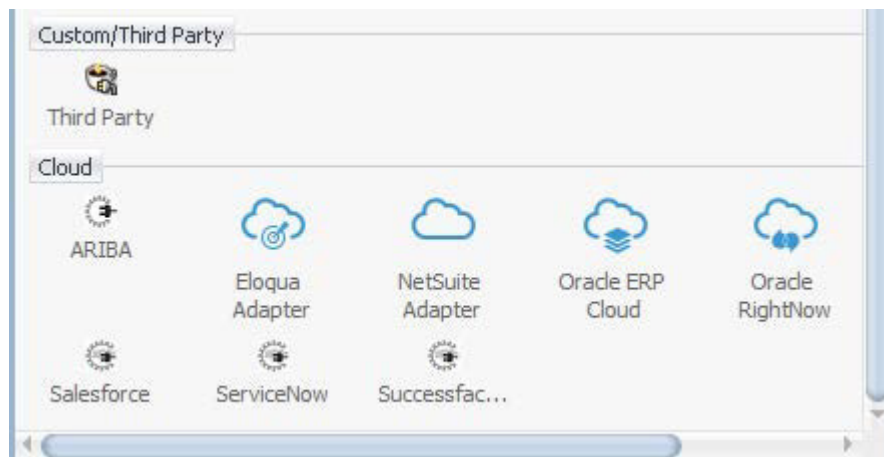 Custom/Third Party
Third Party
Cloud
ARIBA
Eloqua Adapter
NetSuite Adapter
Oracle ERP Cloud
Oracle RightNow
Salesforce
ServiceNow
Successfac...